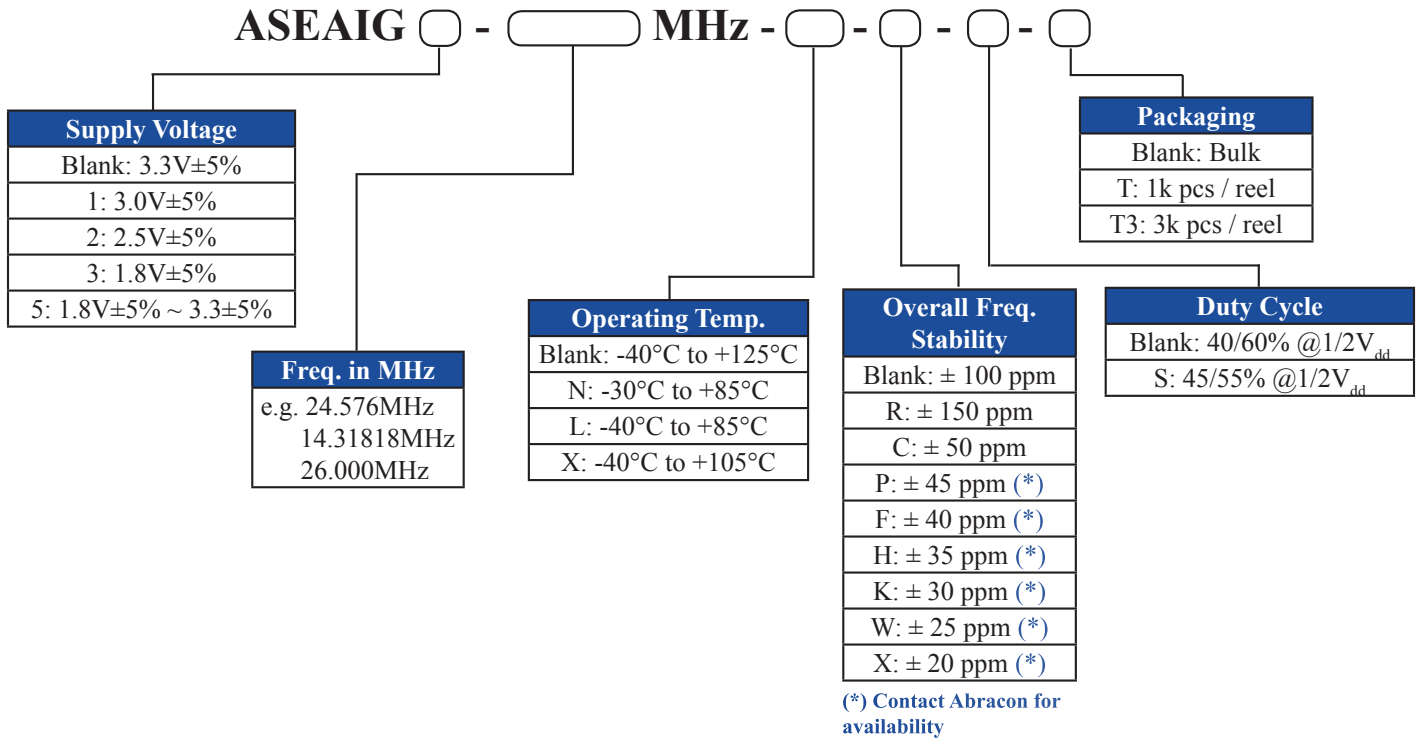 ASEAIG - MHz - - - -
Supply Voltage
Blank: 3.3V±5%
1: 3.0V±5%
2: 2.5V±5%
3: 1.8V±5%
5: 1.8V±5% ~ 3.3±5%
Freq. in MHz
e.g. 24.576MHz
14.31818MHz
26.000MHz
Operating Temp.
Blank: -40°C to +125°C
N: -30°C to +85°C
L: -40°C to +85°C
X: -40°C to +105°C
Overall Freq.
Stability
Blank: ± 100 ppm
R: ± 150 ppm
C: ± 50 ppm
P: ± 45 ppm (*)
F: ± 40 ppm (*)
H: ± 35 ppm (*)
K: ± 30 ppm (*)
W: ± 25 ppm (*)
X: ± 20 ppm (*)
(*) Contact Abracon for
availability
Duty Cycle
Blank: 40/60% @1/2Vdd
S: 45/55% @1/2Vdd
Packaging
Blank: Bulk
T: 1k pcs / reel
T3: 3k pcs / reel